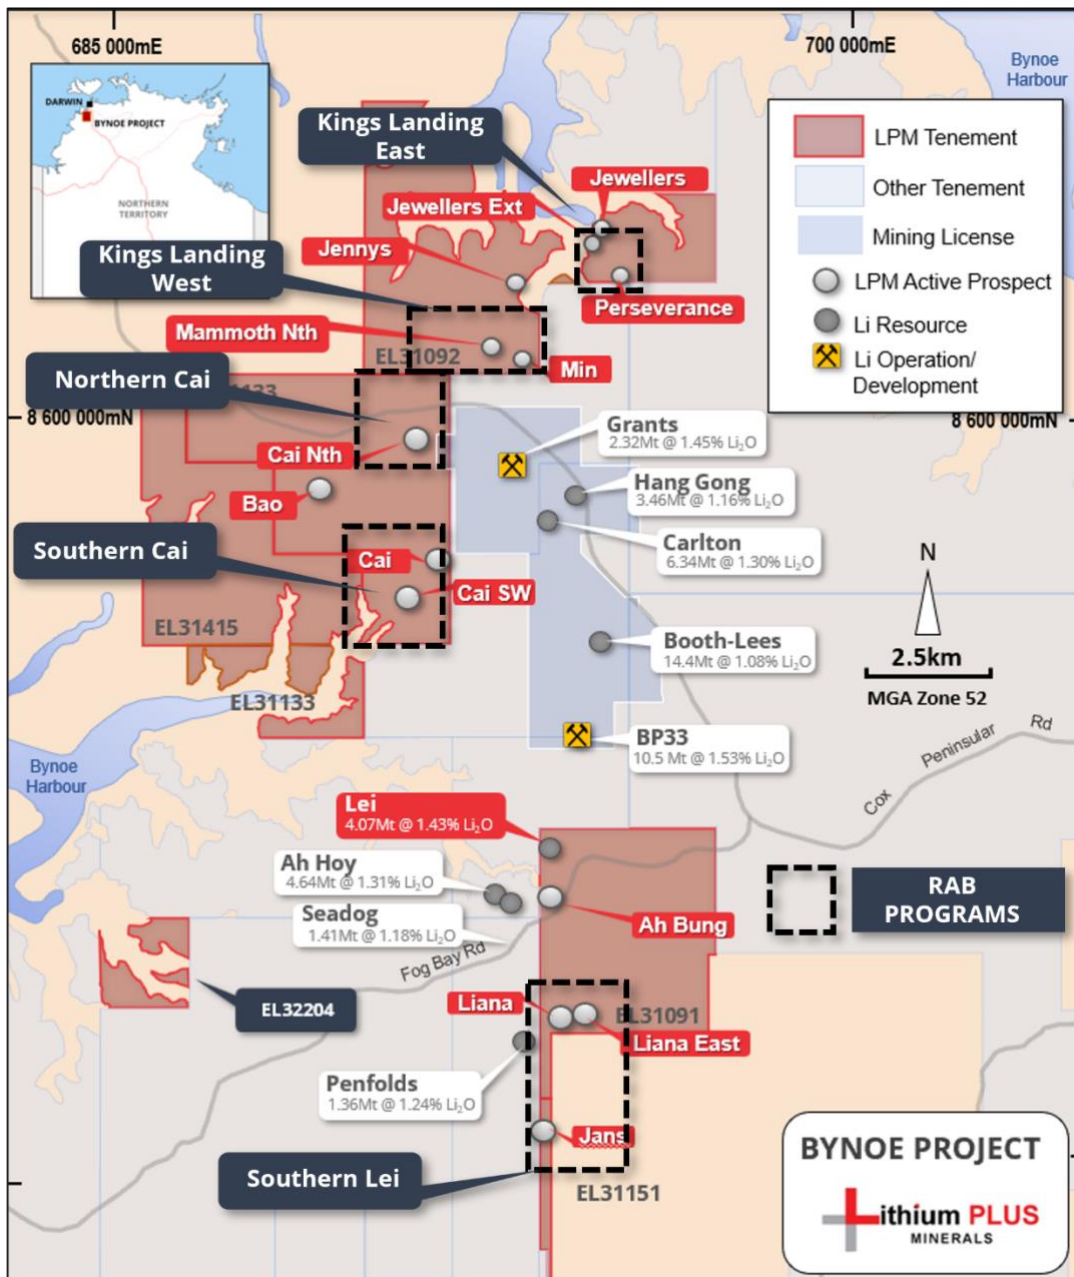 685 000mE
700 000mE
Bynoe
Harbour
DARWIN
BYNOE PROJECT
NORTHERN
TERRITORY
Kings Landing
East
LPM Tenement
Other Tenement
Mining License
LPM Active Prospect
Li Resource
Li Operation/
Development
Jewellers
Jewellers Ext
Jennys
Kings Landing
West
Perseverance
Mammoth Nth
EL31092
Min
Northern Cai
8 600 000mN
8 600 000mN
Cai Nth
Grants
2.32Mt @ 1.45% Li₂O
Bao
Hang Gong
3.46Mt @ 1.16% Li₂O
Carlton
6.34Mt @ 1.30% Li₂O
Southern Cai
Cai
Cai SW
N
EL31415
Booth-Lees
14.4Mt @ 1.08% Li₂O
2.5km
MGA Zone 52
EL31133
BP33
10.5 Mt @ 1.53% Li₂O
Cox Peninsular Rd
Bynoe
Harbour
Lei
4.07Mt @ 1.43% Li₂O
Ah Hoy
4.64Mt @ 1.31% Li₂O
Seadog
1.41Mt @ 1.18% Li₂O
Ah Bung
RAB
PROGRAMS
Fog Bay Rd
EL32204
Liana
EL31091
Liana East
Penfolds
1.36Mt @ 1.24% Li₂O
Jans
Southern Lei
EL31151
BYNOE PROJECT
Lithium PLUS
MINERALS